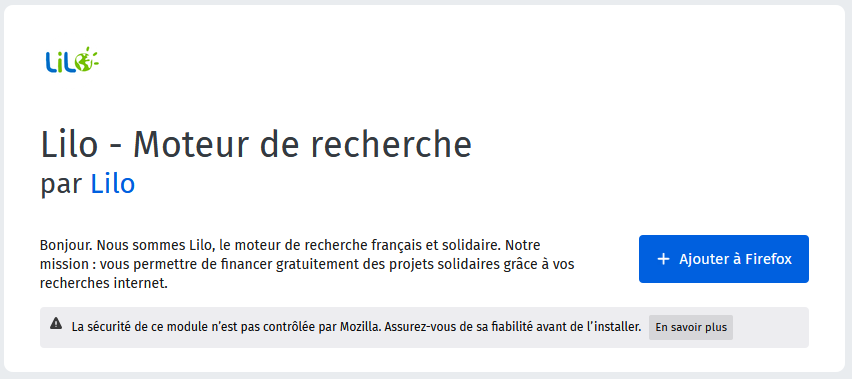 LiLO
Lilo - Moteur de recherche
par Lilo
Bonjour. Nous sommes Lilo, le moteur de recherche français et solidaire. Notre
mission : vous permettre de financer gratuitement des projets solidaires grâce à vos
recherches internet.
+ Ajouter à Firefox
La sécurité de ce module n’est pas contrôlée par Mozilla. Assurez-vous de sa fiabilité avant de l’installer.
En savoir plus